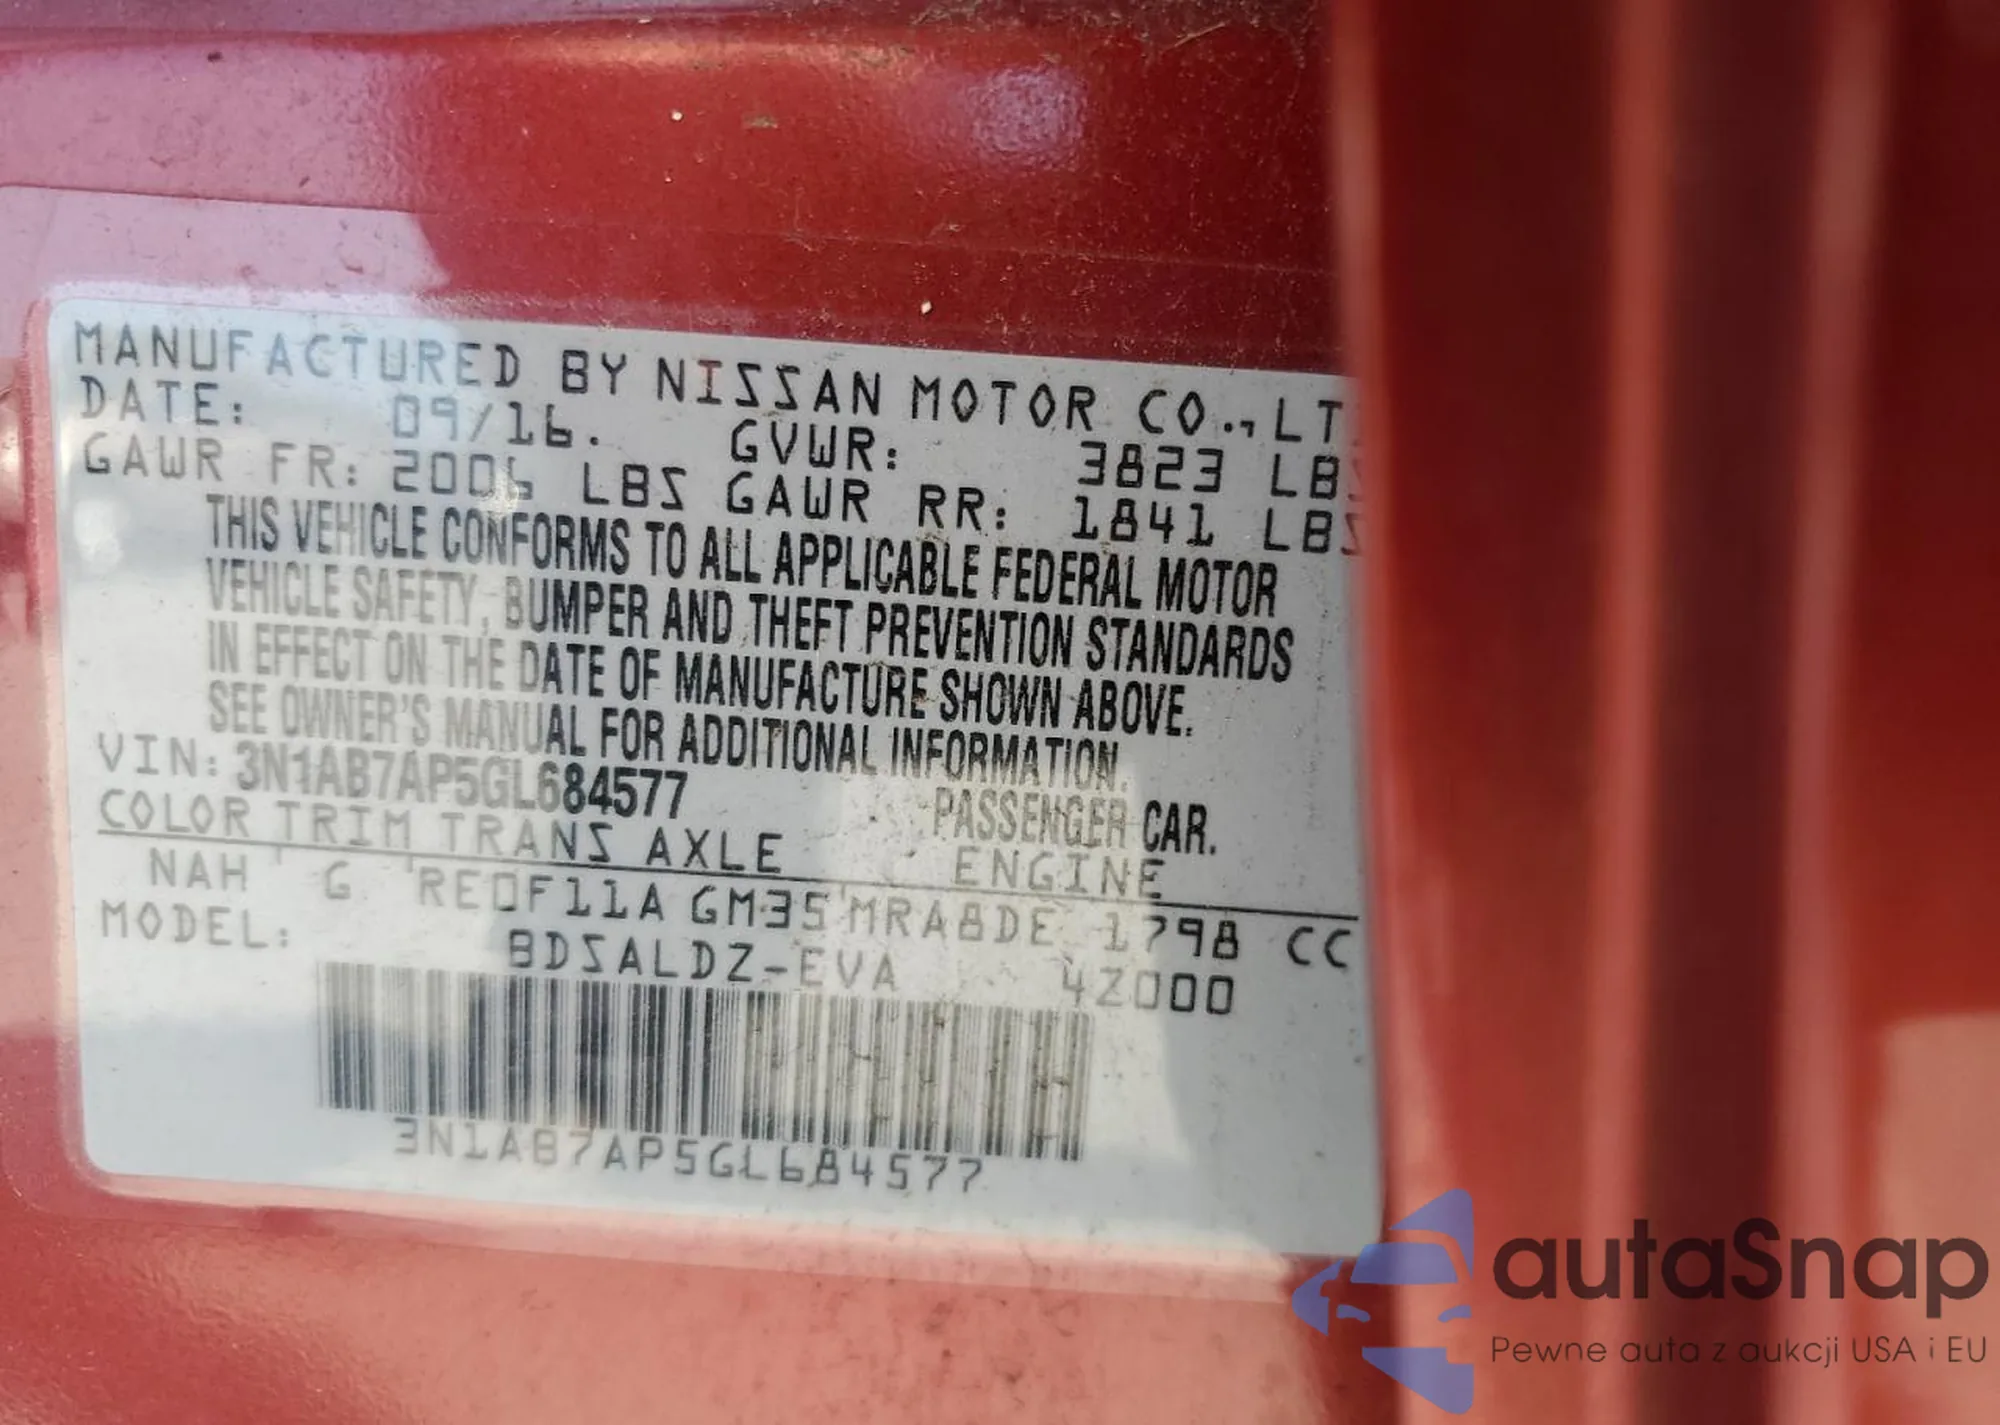 MANUFACTURED BY NISSAN MOTOR CO., LT
DATE: 09/16. GVWR: 3823 LBS
GAWR FR: 2006 LBS GAWR RR: 1841 LBS
THIS VEHICLE CONFORMS TO ALL APPLICABLE FEDERAL MOTOR
VEHICLE SAFETY, BUMPER AND THEFT PREVENTION STANDARDS
IN EFFECT ON THE DATE OF MANUFACTURE SHOWN ABOVE.
SEE OWNER'S MANUAL FOR ADDITIONAL INFORMATION.
VIN: 3N1AB7AP5GL684577 PASSENGER CAR.
COLOR TRIM TRANS AXLE ENGINE
NAH G RE0F11A GM35 MRA8DE 1798 CC
MODEL: BDSALDZ-EVA 4Z000
3N1AB7AP5GL684577
autaSnap
Pewne auta z aukcji USA i EU